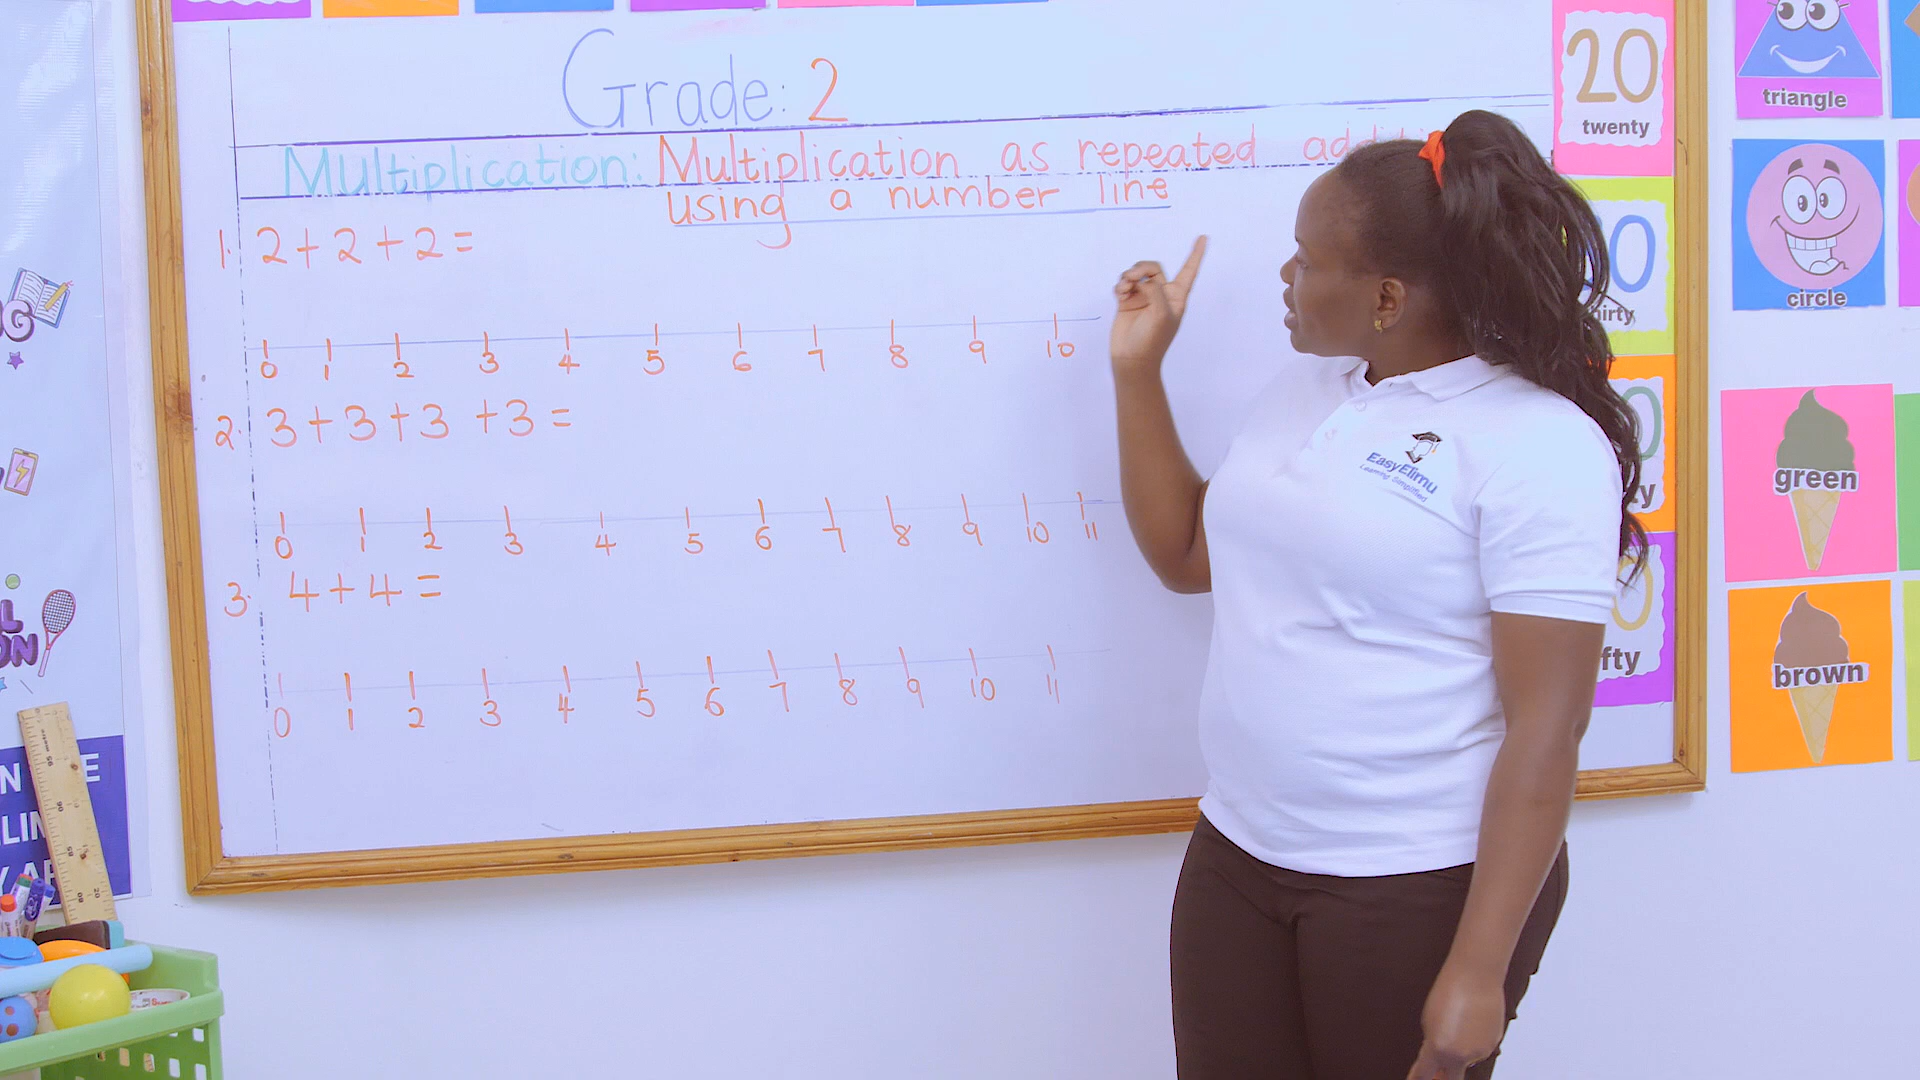 Grade: 2
Multiplication: Multiplication as repeated
using a number line
1. 2+2+2=
0 1 2 3 4 5 6 7 8 9 10
2. 3+3+3+3=
0 1 2 3 4 5 6 7 8 9 10 11
3. 4+4=
0 1 2 3 4 5 6 7 8 9 10 11
EasyElimu
Learning Simplified
20
twenty
triangle
circle
green
brown